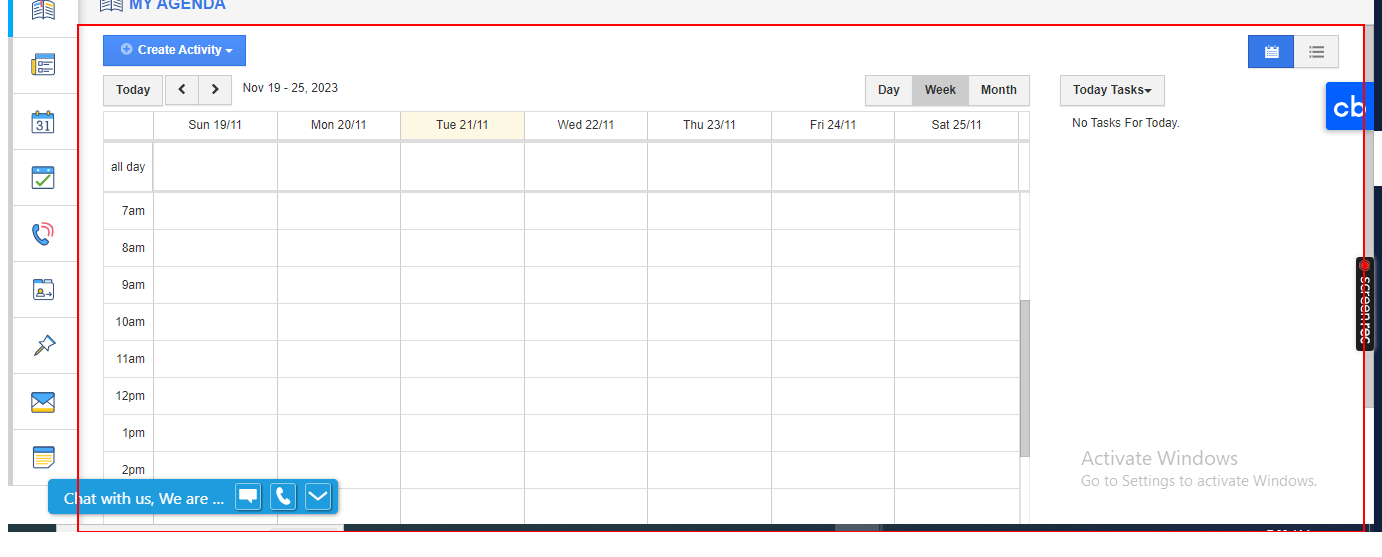 MY AGENDA
Create Activity
Today
Nov 19 - 25, 2023
Day Week Month
Today Tasks
cb
Sun 19/11 Mon 20/11 Tue 21/11 Wed 22/11 Thu 23/11 Fri 24/11 Sat 25/11
No Tasks For Today.
31
all day
7am
8am
9am
10am
11am
12pm
1pm
2pm
screenrec
Activate Windows
Go to Settings to activate Windows.
Chat with us, We are ...